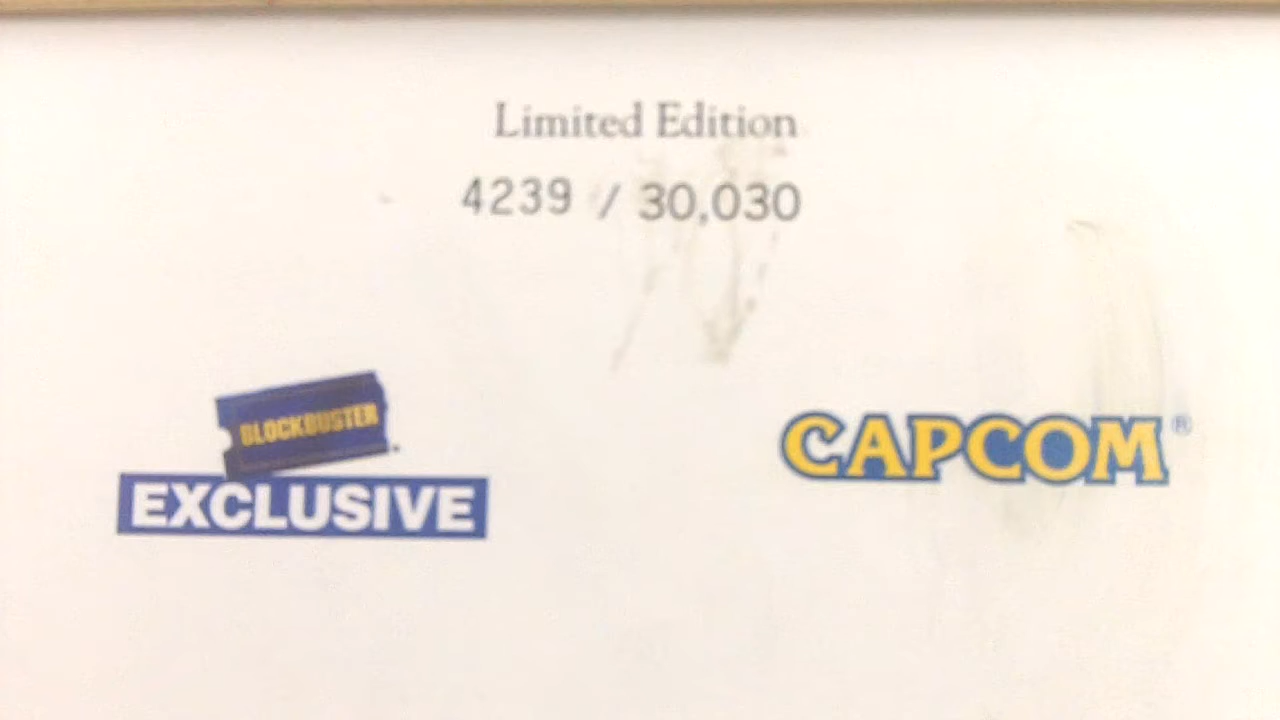 Limited Edition
4239 / 30,030
BLOCKBUSTER
EXCLUSIVE
CAPCOM®